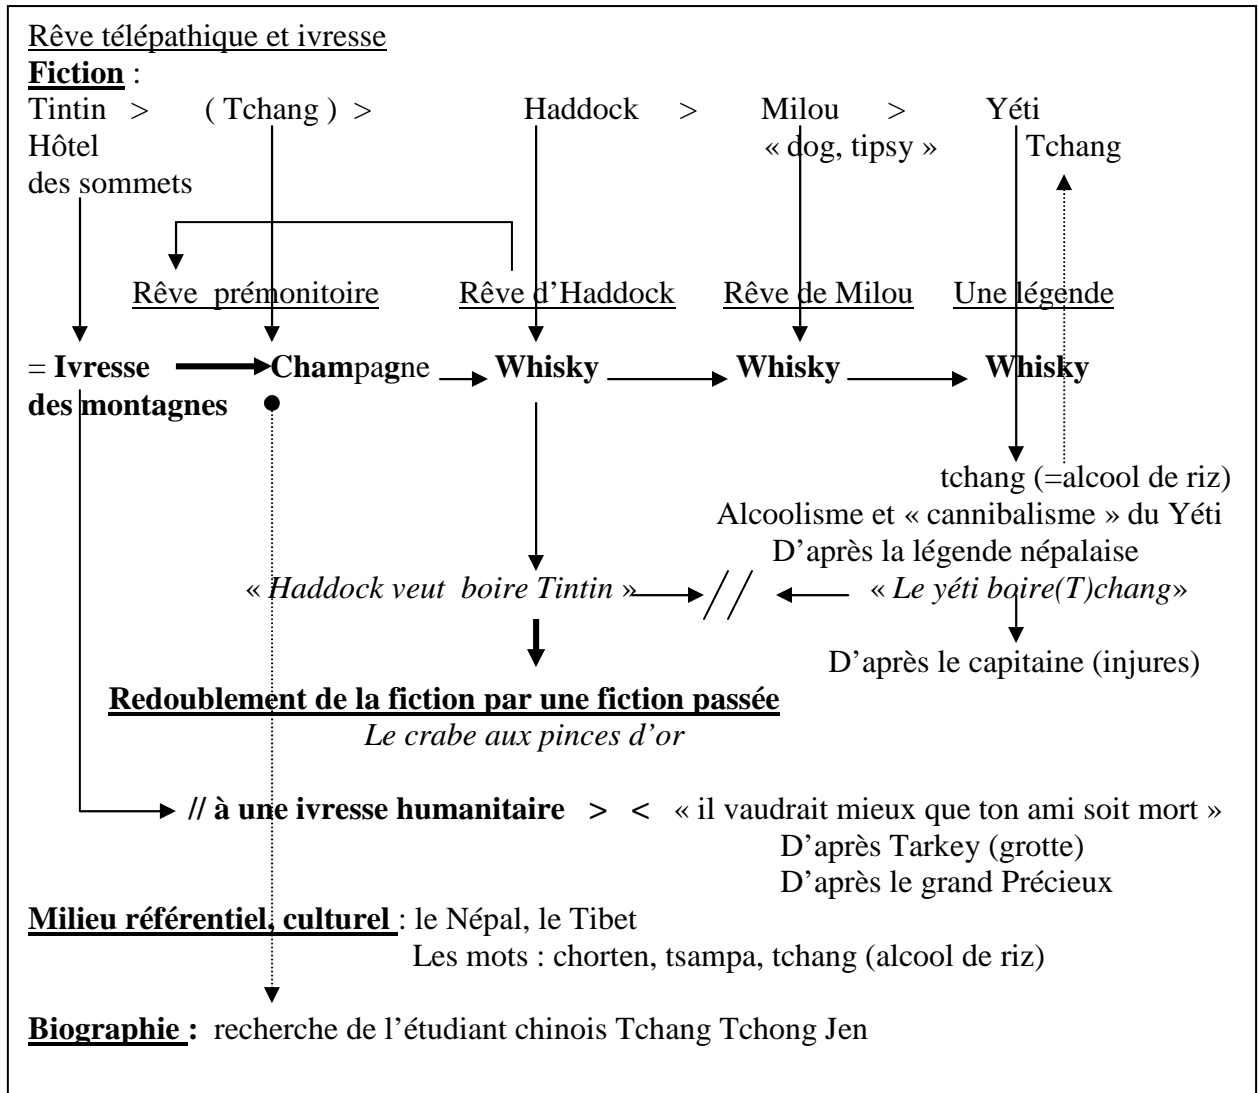 Rêve télépathique et ivresse
Fiction :
Tintin > ( Tchang ) > Haddock > Milou > Yéti
Hôtel « dog, tipsy » Tchang
des sommets
Rêve prémonitoire Rêve d’Haddock Rêve de Milou Une légende
= Ivresse Champagne Whisky Whisky Whisky
des montagnes
tchang (=alcool de riz)
Alcoolisme et « cannibalisme » du Yéti
D’après la légende népalaise
« Haddock veut boire Tintin » // « Le yéti boire(T)chang»
D’après le capitaine (injures)
Redoublement de la fiction par une fiction passée
Le crabe aux pinces d’or
// à une ivresse humanitaire > < « il vaudrait mieux que ton ami soit mort »
D’après Tarkey (grotte)
D’après le grand Précieux
Milieu référentiel, culturel : le Népal, le Tibet
Les mots : chorten, tsampa, tchang (alcool de riz)
Biographie : recherche de l’étudiant chinois Tchang Tchong Jen